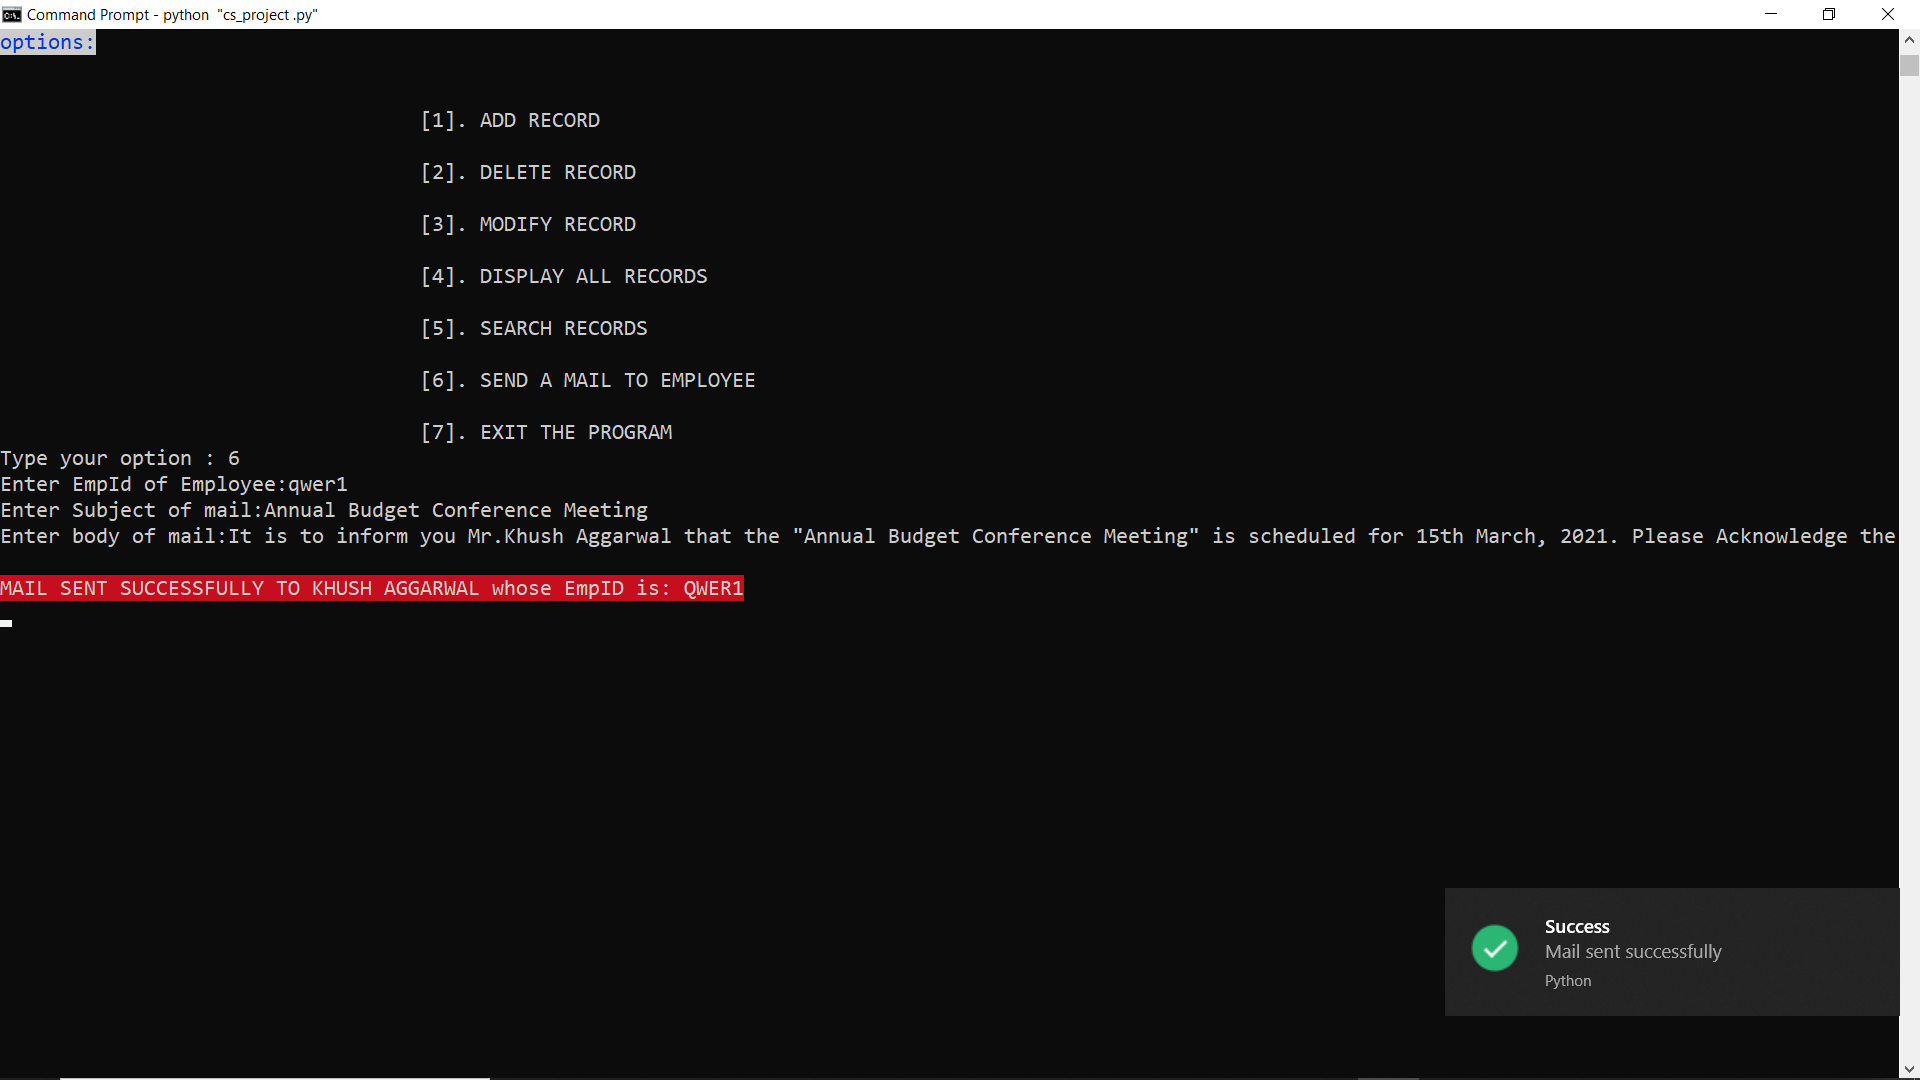 Command Prompt - python  "cs_project .py"
options:
[1]. ADD RECORD
[2]. DELETE RECORD
[3]. MODIFY RECORD
[4]. DISPLAY ALL RECORDS
[5]. SEARCH RECORDS
[6]. SEND A MAIL TO EMPLOYEE
[7]. EXIT THE PROGRAM
Type your option : 6
Enter EmpId of Employee:qwer1
Enter Subject of mail:Annual Budget Conference Meeting
Enter body of mail:It is to inform you Mr.Khush Aggarwal that the "Annual Budget Conference Meeting" is scheduled for 15th March, 2021. Please Acknowledge the
MAIL SENT SUCCESSFULLY TO KHUSH AGGARWAL whose EmpID is: QWER1
Success
Mail sent successfully
Python